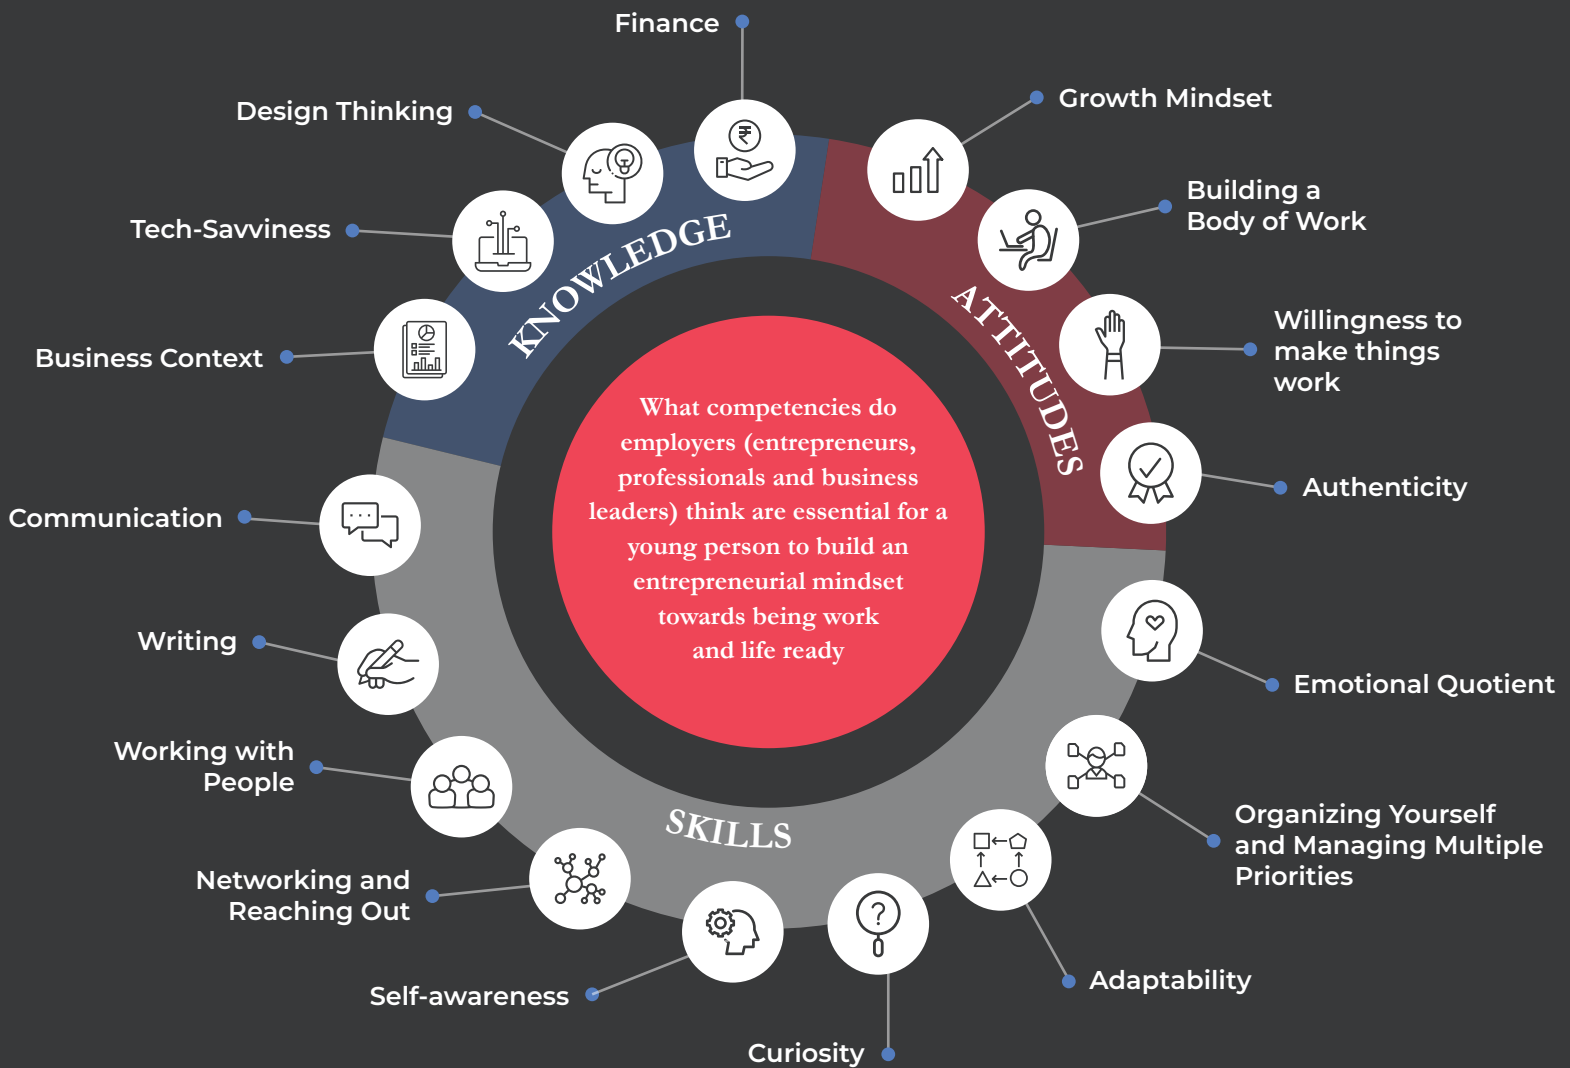 Finance
Growth Mindset
Building a
Body of Work
Willingness to
make things
work
Authenticity
Emotional Quotient
Organizing Yourself
and Managing Multiple
Priorities
Adaptability
Curiosity
Self-awareness
Networking and
Reaching Out
Working with
People
Writing
Communication
Business Context
Tech-Savviness
Design Thinking
KNOWLEDGE
ATTITUDES
SKILLS
What competencies do
employers (entrepreneurs,
professionals and business
leaders) think are essential for a
young person to build an
entrepreneurial mindset
towards being work
and life ready
₹
?